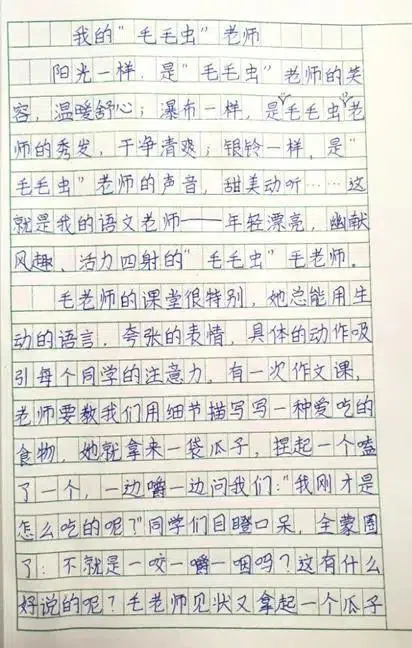 我的“毛毛虫”老师
阳光一样，是“毛毛虫”老师的笑
容，温暖舒心；瀑布一样，是“毛毛虫”老
师的秀发，干净清爽；银铃一样，是“
毛毛虫”老师的声音，甜美动听……这
就是我的语文老师——年轻漂亮，幽献
风趣、活力四射的“毛毛虫”毛老师。
毛老师的课堂很特别，她总能用生
动的语言，夸张的表情，具体的动作吸
引每个同学的注意力。有一次作文课，
老师要教我们用细节描写写一种爱吃的
食物，她就拿来一袋瓜子，捏起一个嗑
了一个，一边嚼一边问我们：“我刚才是
怎么吃的呢？”同学们目瞪口呆，全蒙圈
了：不就是一咬一嚼一咽吗？这有什么
好说的呢？毛老师见状又拿起一个瓜子